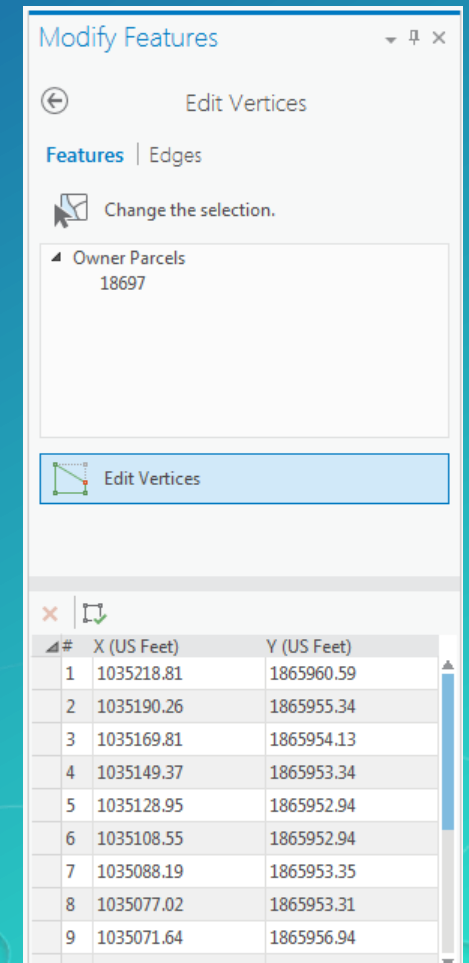 Modify Features
Edit Vertices
Features | Edges
Change the selection.
Owner Parcels
18697
Edit Vertices
# X (US Feet) Y (US Feet)
1 1035218.81 1865960.59
2 1035190.26 1865955.34
3 1035169.81 1865954.13
4 1035149.37 1865953.34
5 1035128.95 1865952.94
6 1035108.55 1865952.94
7 1035088.19 1865953.35
8 1035077.02 1865953.31
9 1035071.64 1865956.94